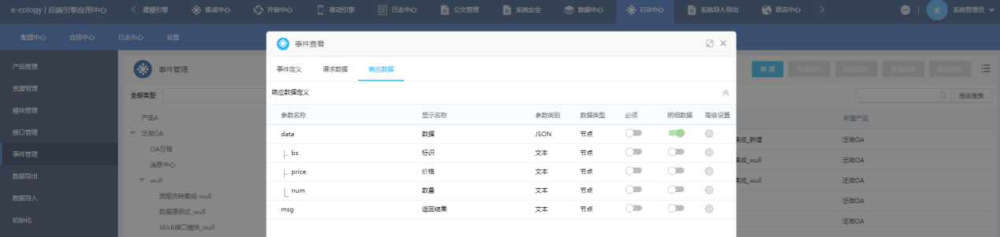 e-cology | 后端引擎应用中心 建模引擎 集成中心 升级中心 移动引擎 日志中心 公文管理 系统安全 数据中心 ESB中心 系统导入导出 语言中心 系 系统管理员
配置中心 应用中心 日志中心 设置
产品管理
资源管理
模块管理
接口管理
事件管理
数据导出
数据导入
初始化
事件管理
新 建
全部类型
高级搜索
产品A
泛微OA
OA日程
消息中心
wull
流程流转集成-wull
数据源测试_wull
JAVA接口模块_wull
事件查看
事件定义 请求数据 响应数据
响应数据定义
参数名称 显示名称 参数类别 数据类型 必须 明细数据 高级设置
data 数据 JSON 节点
bs 标识 文本 节点
price 价格 文本 节点
num 数量 文本 节点
msg 返回结果 文本 节点
所属产品
集成_新增 泛微OA
集成_wull 泛微OA
集成_wull 泛微OA
泛微OA
泛微OA